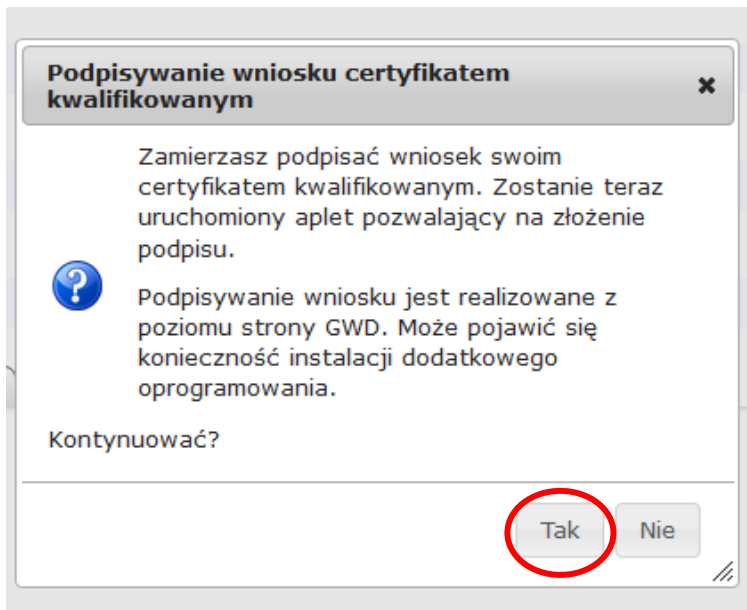 Podpisywanie wniosku certyfikatem
kwalifikowanym
Zamierzasz podpisać wniosek swoim
certyfikatem kwalifikowanym. Zostanie teraz
uruchomiony aplet pozwalający na złożenie
podpisu.
Podpisywanie wniosku jest realizowane z
poziomu strony GWD. Może pojawić się
konieczność instalacji dodatkowego
oprogramowania.
Kontynuować?
Tak Nie